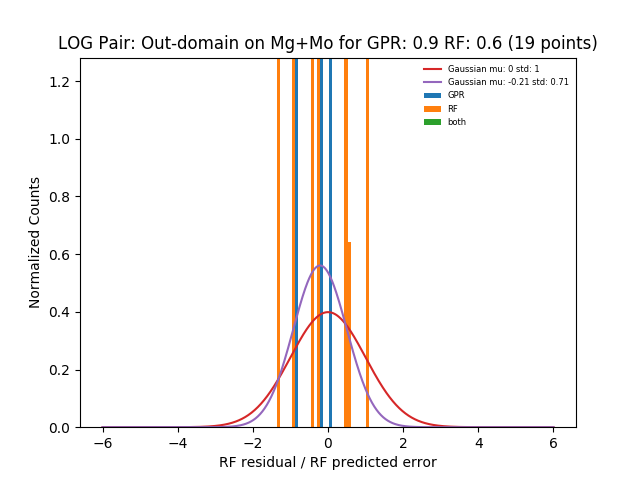 LOG Pair: Out-domain on Mg+Mo for GPR: 0.9 RF: 0.6 (19 points)
Gaussian mu: 0 std: 1
Gaussian mu: -0.21 std: 0.71
GPR
RF
both
Normalized Counts
1.2
1.0
0.8
0.6
0.4
0.2
0.0
−6 −4 −2 0 2 4 6
RF residual / RF predicted error